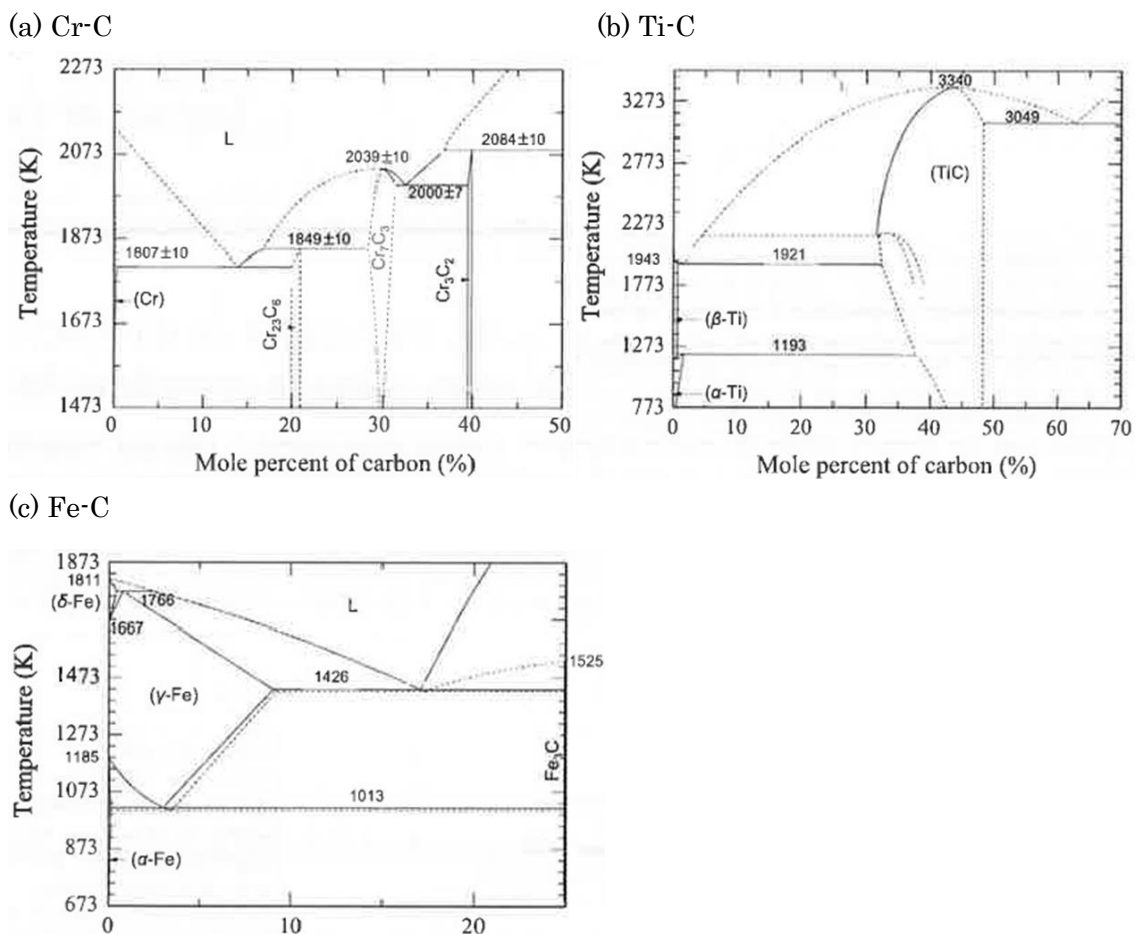 (a) Cr-C
(b) Ti-C
2273
2073
1873
1673
1473
Temperature (K)
L
2084±10
2039±10
2000±7
1849±10
1807±10
(Cr)
Cr23C6
Cr7C3
Cr3C2
0 10 20 30 40 50
Mole percent of carbon (%)
3273
2773
2273
1943
1773
1273
773
Temperature (K)
3340
3049
(TiC)
1921
(β-Ti)
1193
(α-Ti)
0 10 20 30 40 50 60 70
Mole percent of carbon (%)
(c) Fe-C
1873
1811
(δ-Fe)
1667
1473
1273
1185
1073
873
673
Temperature (K)
1766
L
1426
1525
(γ-Fe)
Fe3C
1013
(α-Fe)
0 10 20